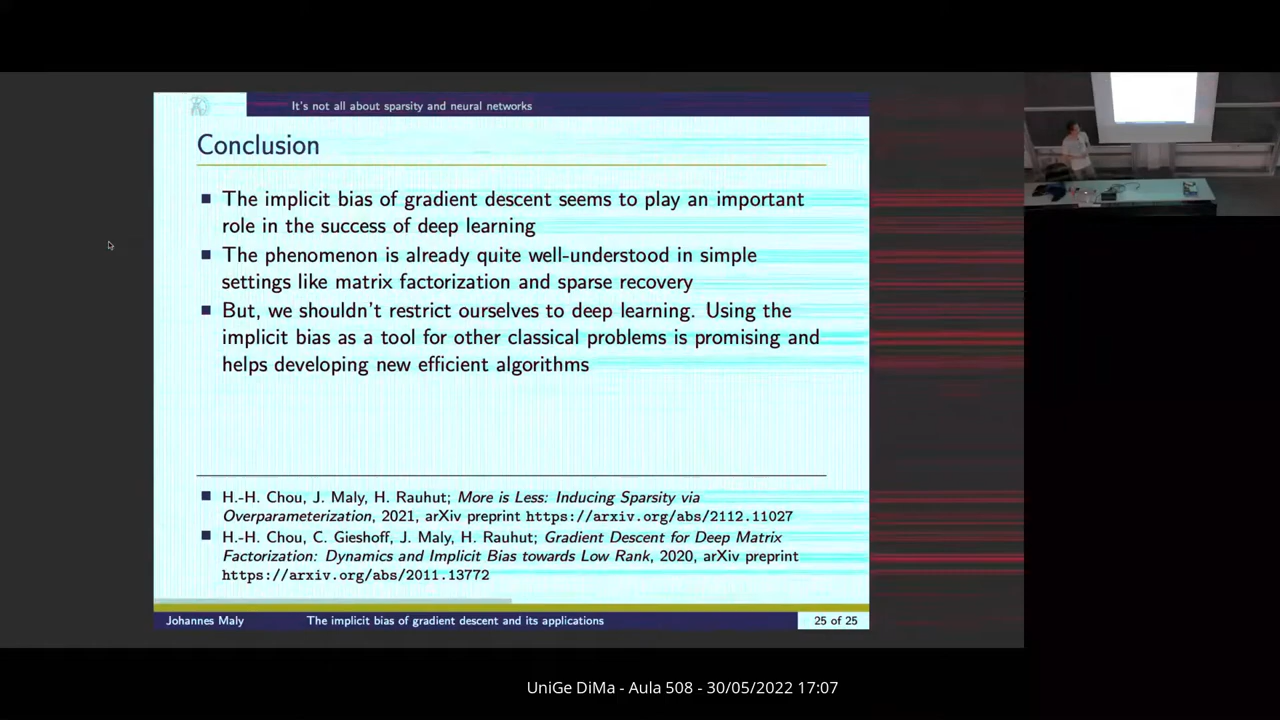 It's not all about sparsity and neural networks
Conclusion
The implicit bias of gradient descent seems to play an important
role in the success of deep learning
The phenomenon is already quite well-understood in simple
settings like matrix factorization and sparse recovery
But, we shouldn't restrict ourselves to deep learning. Using the
implicit bias as a tool for other classical problems is promising and
helps developing new efficient algorithms
H.-H. Chou, J. Maly, H. Rauhut; More is Less: Inducing Sparsity via
Overparameterization, 2021, arXiv preprint https://arxiv.org/abs/2112.11027
H.-H. Chou, C. Gieshoff, J. Maly, H. Rauhut; Gradient Descent for Deep Matrix
Factorization: Dynamics and Implicit Bias towards Low Rank, 2020, arXiv preprint
https://arxiv.org/abs/2011.13772
Johannes Maly The implicit bias of gradient descent and its applications 25 of 25
UniGe DiMa - Aula 508 - 30/05/2022 17:07